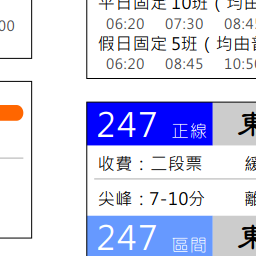 平日固定 10班（均由
06:20 07:30 08:4
假日固定 5班（均由
06:20 08:45 10:5
00
247 正線 東
收費：二段票 緩
尖峰：7-10分 離
247 區間 東